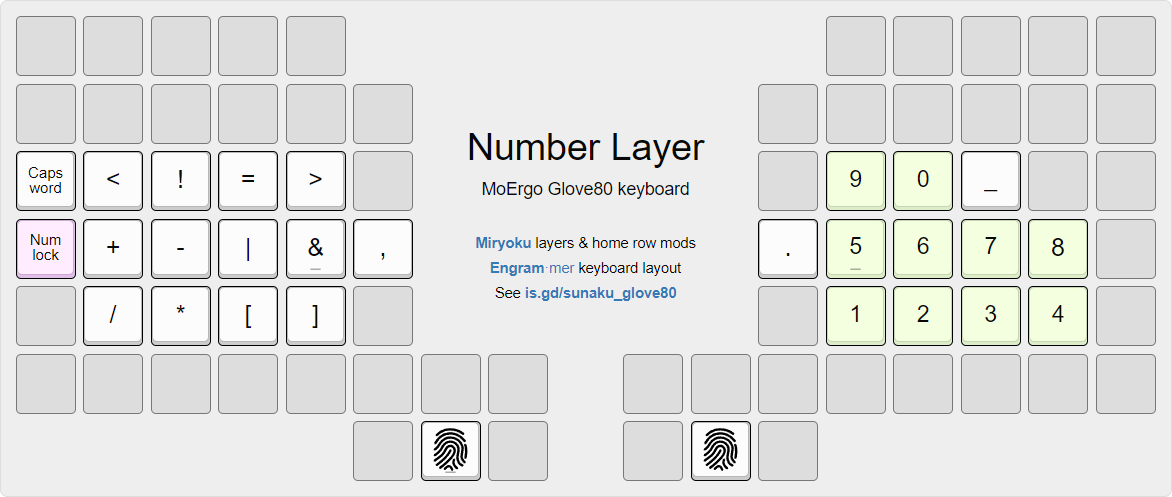 Number Layer
MoErgo Glove80 keyboard
Caps
word
< ! = >
9 0 _
Num
lock
+ - | & ,
. 5 6 7 8
Miryoku layers & home row mods
Engram·mer keyboard layout
See is.gd/sunaku_glove80
/ * [ ]
1 2 3 4